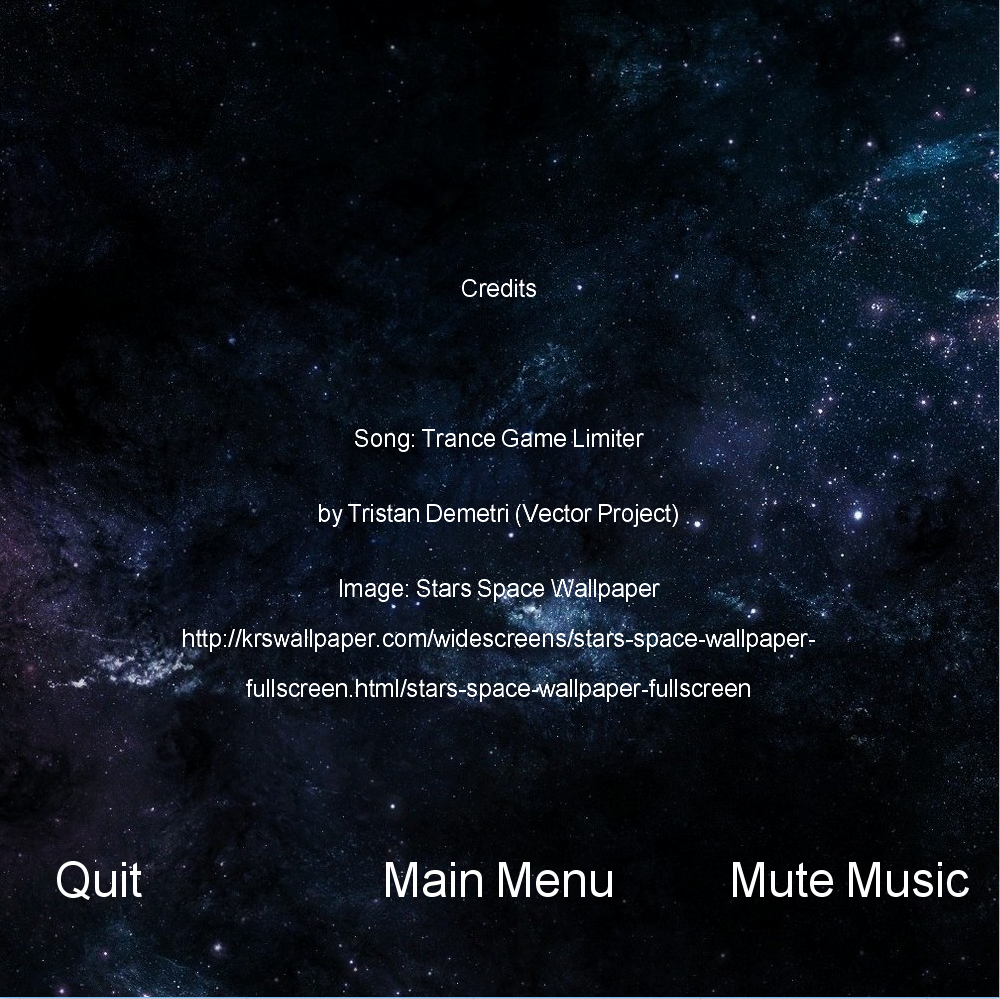 Credits
Song: Trance Game Limiter
by Tristan Demetri (Vector Project)
Image: Stars Space Wallpaper
http://krswallpaper.com/widescreens/stars-space-wallpaper-
fullscreen.html/stars-space-wallpaper-fullscreen
Quit Main Menu Mute Music